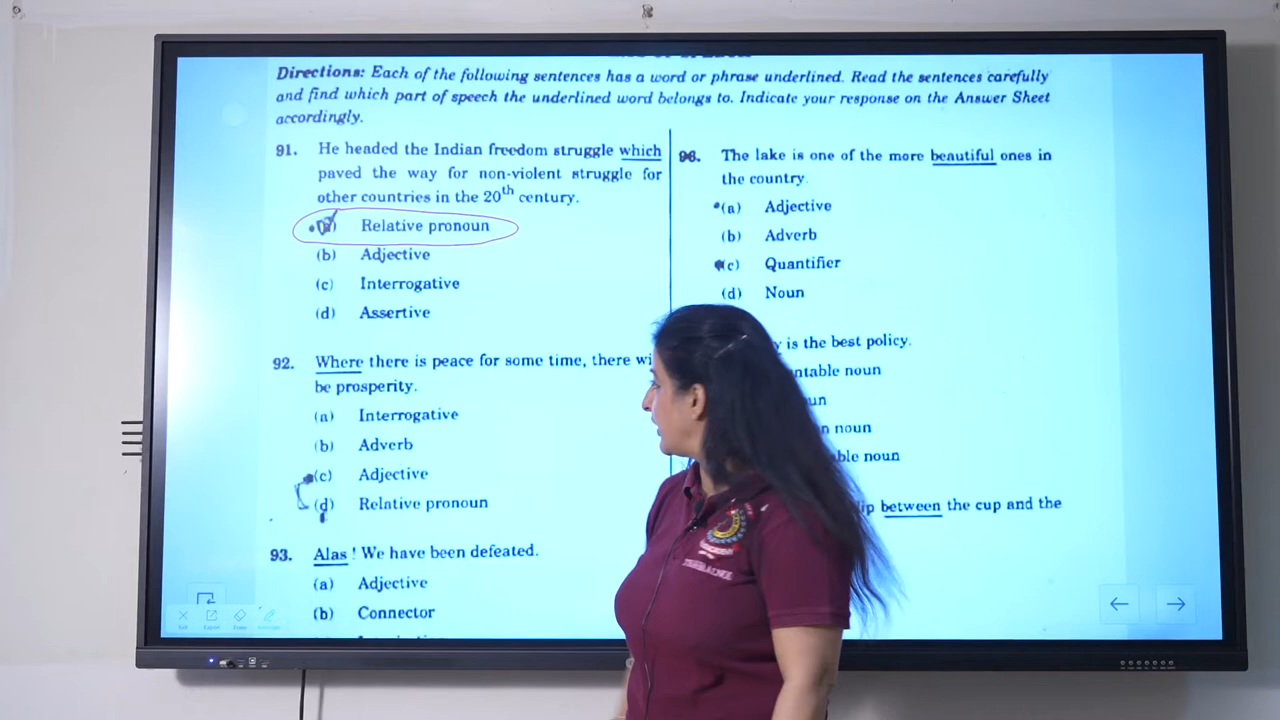 Directions: Each of the following sentences has a word or phrase underlined. Read the sentences carefully
and find which part of speech the underlined word belongs to. Indicate your response on the Answer Sheet
accordingly.
91. He headed the Indian freedom struggle which
paved the way for non-violent struggle for
other countries in the 20th century.
Relative pronoun
(b) Adjective
(c) Interrogative
(d) Assertive
92. Where there is peace for some time, there
be prosperity.
(a) Interrogative
(b) Adverb
(c) Adjective
(d) Relative pronoun
93. Alas ! We have been defeated.
(a) Adjective
(b) Connector
96. The lake is one of the more beautiful ones in
the country.
(a) Adjective
(b) Adverb
(c) Quantifier
(d) Noun
is the best policy.
noun
noun
noun
between the cup and the